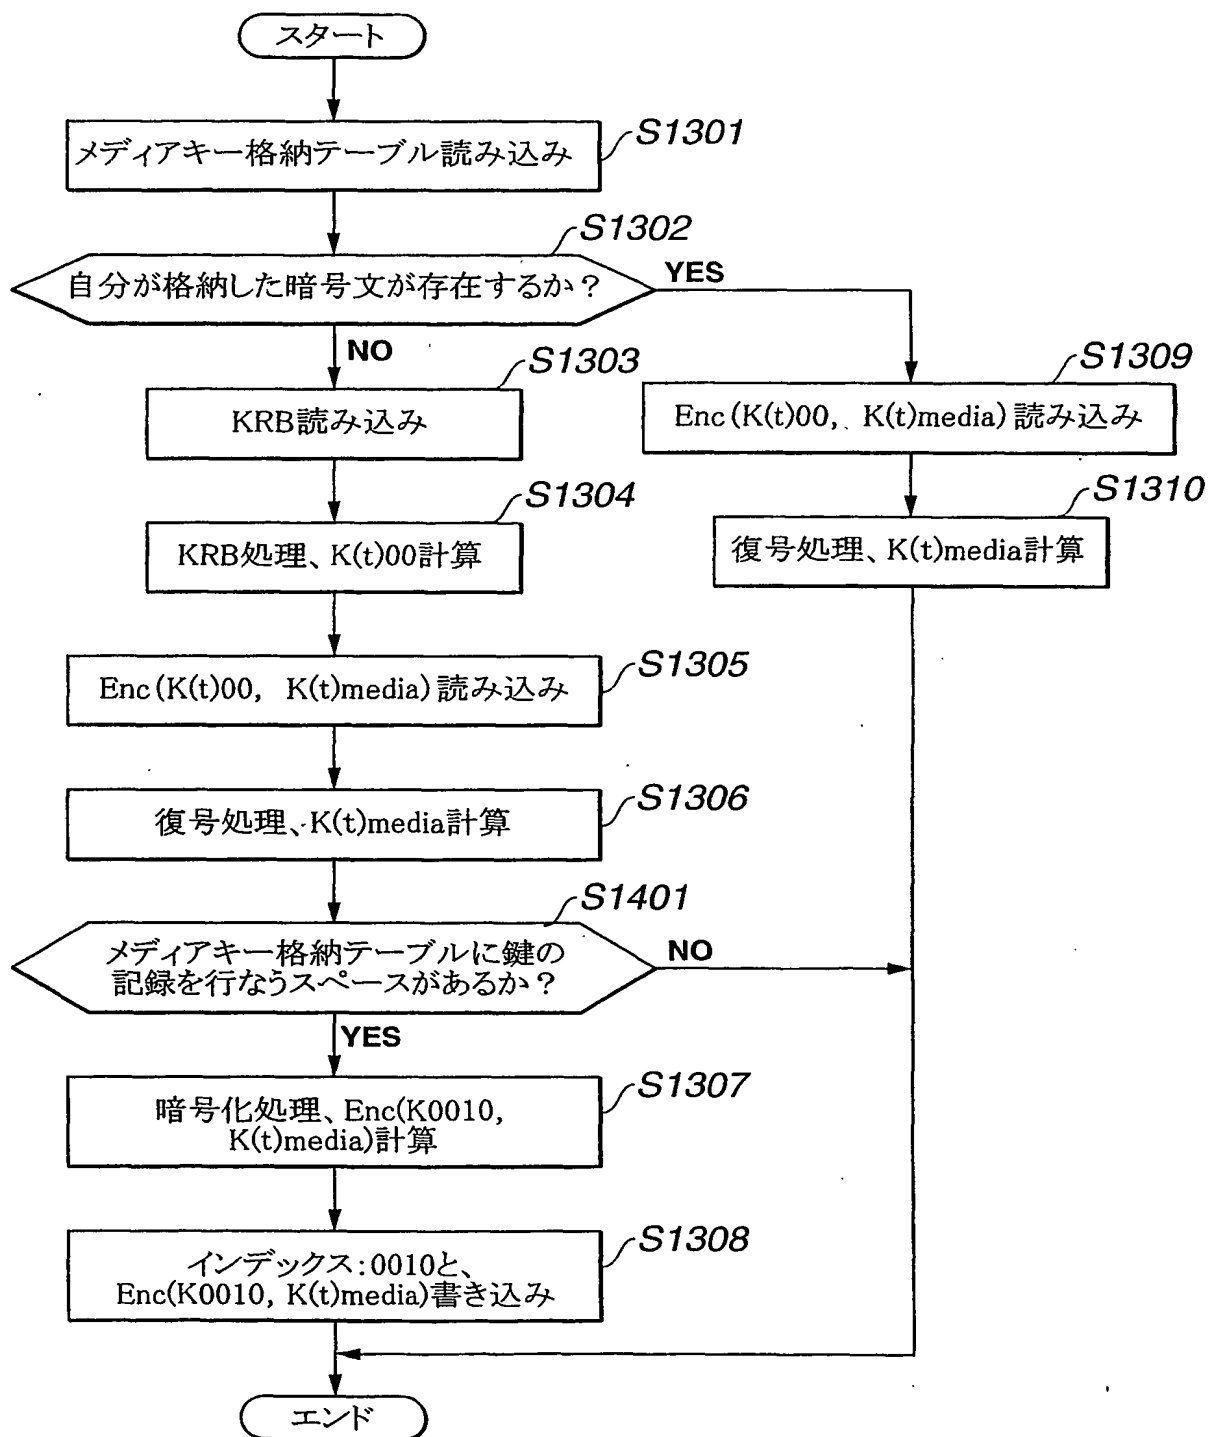 スタート
メディアキー格納テーブル読み込み
S1301
S1302
自分が格納した暗号文が存在するか?
YES
NO
S1303
KRB読み込み
S1309
Enc(K(t)00, K(t)media)読み込み
S1304
KRB処理、K(t)00計算
S1310
復号処理、K(t)media計算
S1305
Enc(K(t)00, K(t)media)読み込み
S1306
復号処理、K(t)media計算
S1401
メディアキー格納テーブルに鍵の
記録を行なうスペースがあるか?
NO
YES
S1307
暗号化処理、Enc(K0010,
K(t)media)計算
S1308
インデックス:0010と、
Enc(K0010, K(t)media)書き込み
エンド